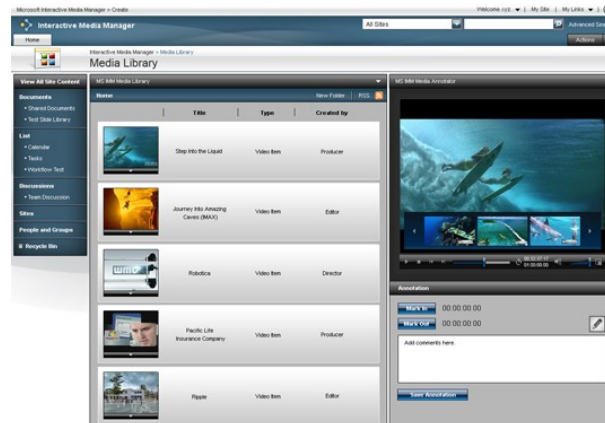 Microsoft Interactive Media Manager > Create
Welcome xyz | My Site | My Links |
Interactive Media Manager
All Sites
Advanced Sea
Home
Actions
Interactive Media Manager > Media Library
Media Library
View All Site Content
Documents
Shared Documents
Test Slide Library
List
Calendar
Tasks
Workflow Test
Discussions
Team Discussion
Sites
People and Groups
Recycle Bin
MS IMM Media Library
Home
New Folder | RSS
Title | Type | Created by
Step Into the Liquid Video Item Producer
Journey Into Amazing Caves (IMAX) Video Item Editor
Robotica Video Item Director
Pacific Life Insurance Company Video Item Producer
Ripple Video Item Editor
MS IMM Media Annotator
Annotation
Mark In 00:00:00:00
Mark Out 00:00:00:00
Add comments here.
Save Annotation